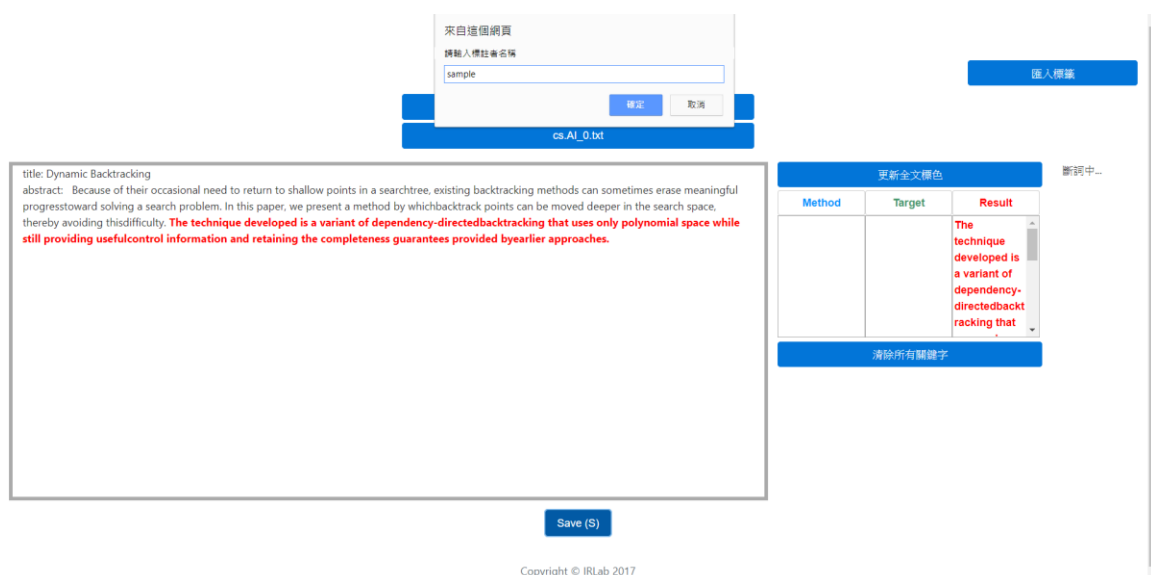 來自這個網頁
請輸入標註者名稱
sample
確定 取消
匯入標籤
cs.AI_0.txt
title: Dynamic Backtracking
abstract: Because of their occasional need to return to shallow points in a searchtree, existing backtracking methods can sometimes erase meaningful
progresstoward solving a search problem. In this paper, we present a method by whichbacktrack points can be moved deeper in the search space,
thereby avoiding thisdifficulty. The technique developed is a variant of dependency-directedbacktracking that uses only polynomial space while
still providing usefulcontrol information and retaining the completeness guarantees provided byearlier approaches.
更新全文標色
斷詞中...
Method Target Result
The
technique
developed is
a variant of
dependency-
directedbackt
racking that
清除所有關鍵字
Save (S)
Copyright © IRLab 2017